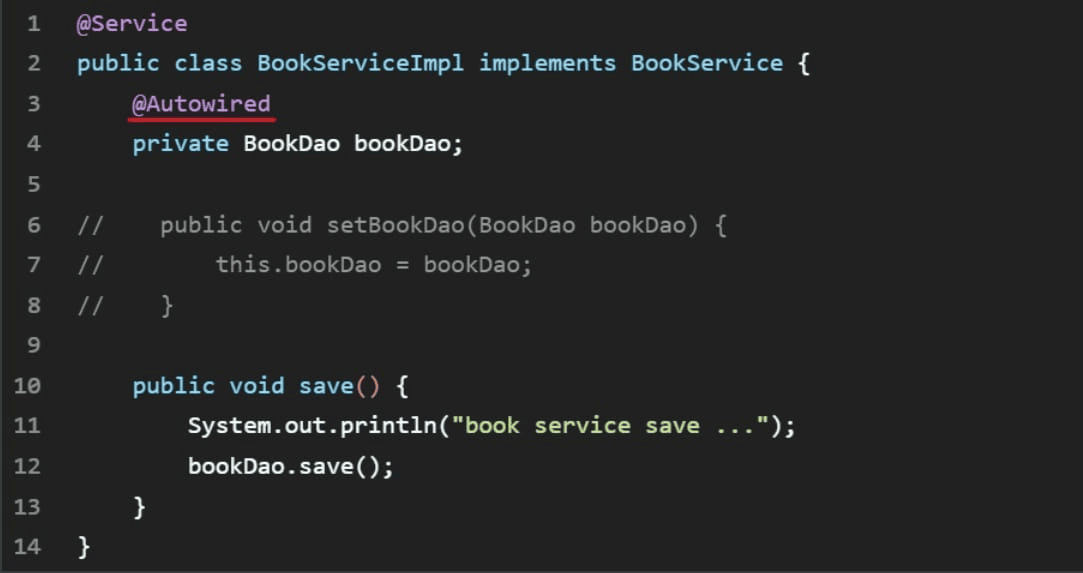 1 @Service
2 public class BookServiceImpl implements BookService {
3     @Autowired
4     private BookDao bookDao;
5
6 //    public void setBookDao(BookDao bookDao) {
7 //        this.bookDao = bookDao;
8 //    }
9
10     public void save() {
11         System.out.println("book service save ...");
12         bookDao.save();
13     }
14 }